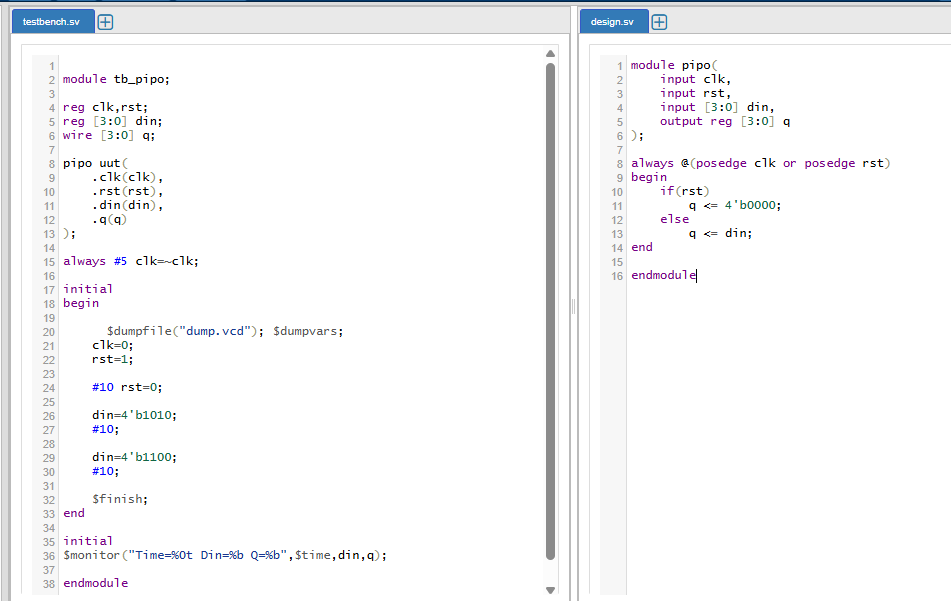 testbench.sv
1
2 module tb_pipo;
3
4 reg clk,rst;
5 reg [3:0] din;
6 wire [3:0] q;
7
8 pipo uut(
9     .clk(clk),
10     .rst(rst),
11     .din(din),
12     .q(q)
13 );
14
15 always #5 clk=~clk;
16
17 initial
18 begin
19
20       $dumpfile("dump.vcd"); $dumpvars;
21     clk=0;
22     rst=1;
23
24     #10 rst=0;
25
26     din=4'b1010;
27     #10;
28
29     din=4'b1100;
30     #10;
31
32     $finish;
33 end
34
35 initial
36 $monitor("Time=%0t Din=%b Q=%b",$time,din,q);
37
38 endmodule
design.sv
1 module pipo(
2     input clk,
3     input rst,
4     input [3:0] din,
5     output reg [3:0] q
6 );
7
8 always @(posedge clk or posedge rst)
9 begin
10     if(rst)
11         q <= 4'b0000;
12     else
13         q <= din;
14 end
15
16 endmodule